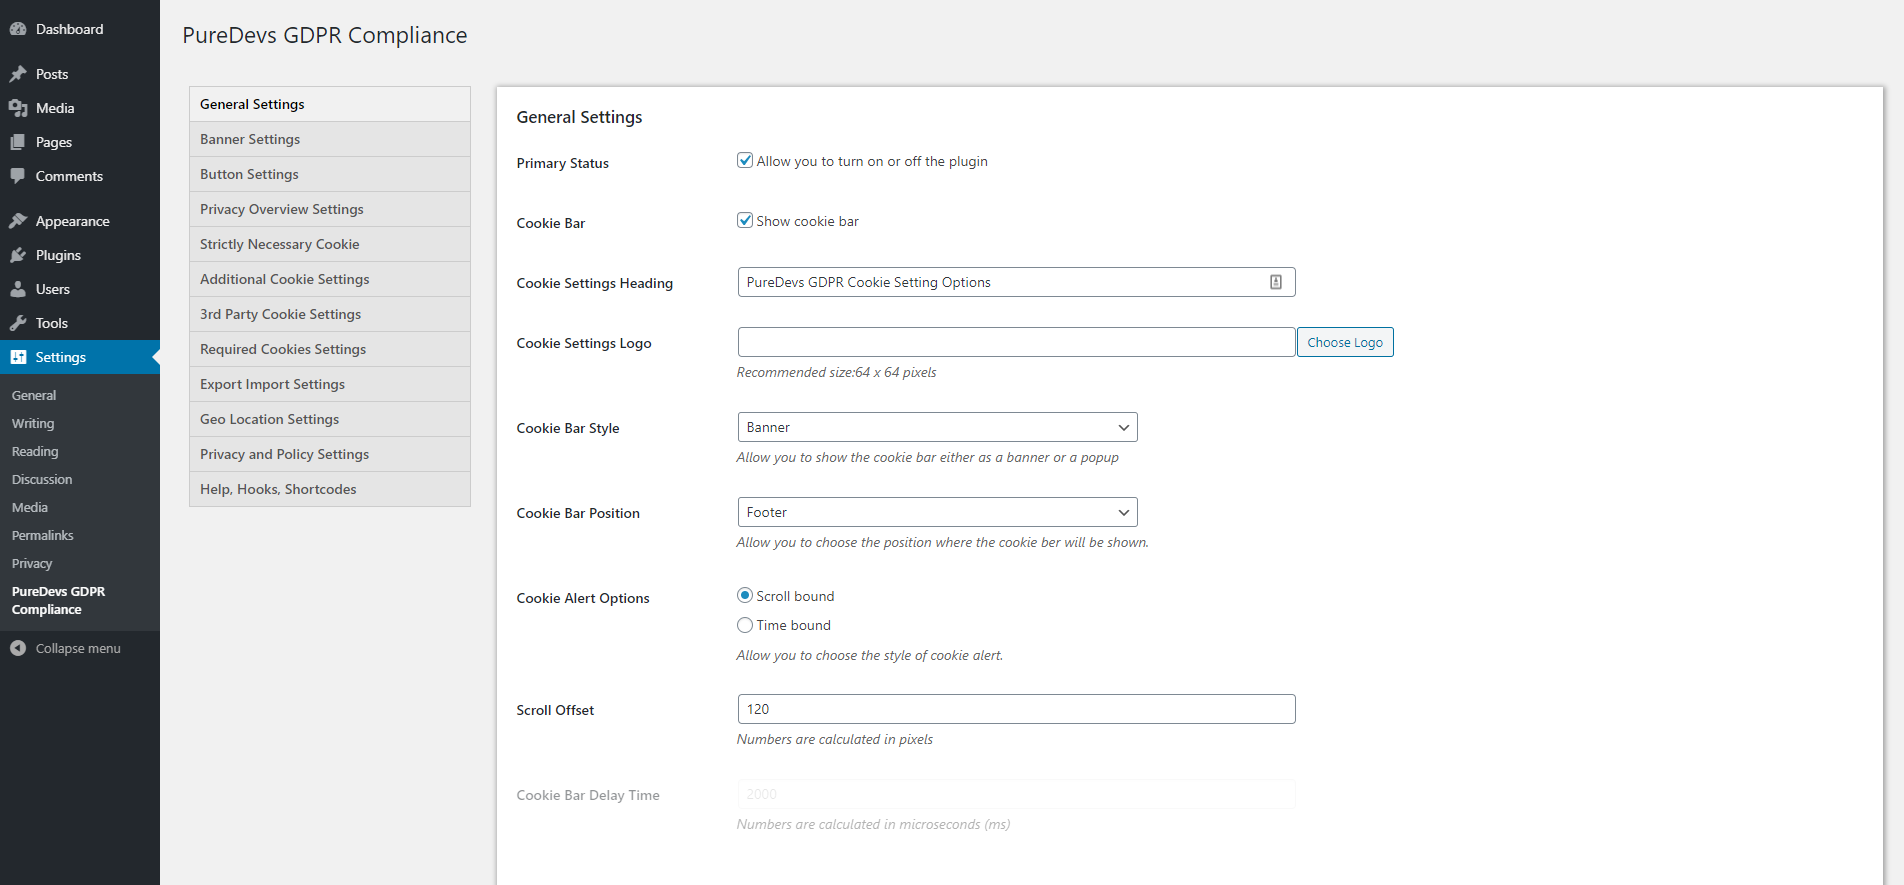 Dashboard
Posts
Media
Pages
Comments
Appearance
Plugins
Users
Tools
Settings
General
Writing
Reading
Discussion
Media
Permalinks
Privacy
PureDevs GDPR
Compliance
Collapse menu
PureDevs GDPR Compliance
General Settings
Banner Settings
Button Settings
Privacy Overview Settings
Strictly Necessary Cookie
Additional Cookie Settings
3rd Party Cookie Settings
Required Cookies Settings
Export Import Settings
Geo Location Settings
Privacy and Policy Settings
Help, Hooks, Shortcodes
General Settings
Primary Status
Allow you to turn on or off the plugin
Cookie Bar
Show cookie bar
Cookie Settings Heading
PureDevs GDPR Cookie Setting Options
Cookie Settings Logo
Choose Logo
Recommended size:64 x 64 pixels
Cookie Bar Style
Banner
Allow you to show the cookie bar either as a banner or a popup
Cookie Bar Position
Footer
Allow you to choose the position where the cookie ber will be shown.
Cookie Alert Options
Scroll bound
Time bound
Allow you to choose the style of cookie alert.
Scroll Offset
120
Numbers are calculated in pixels
Cookie Bar Delay Time
2000
Numbers are calculated in microseconds (ms)